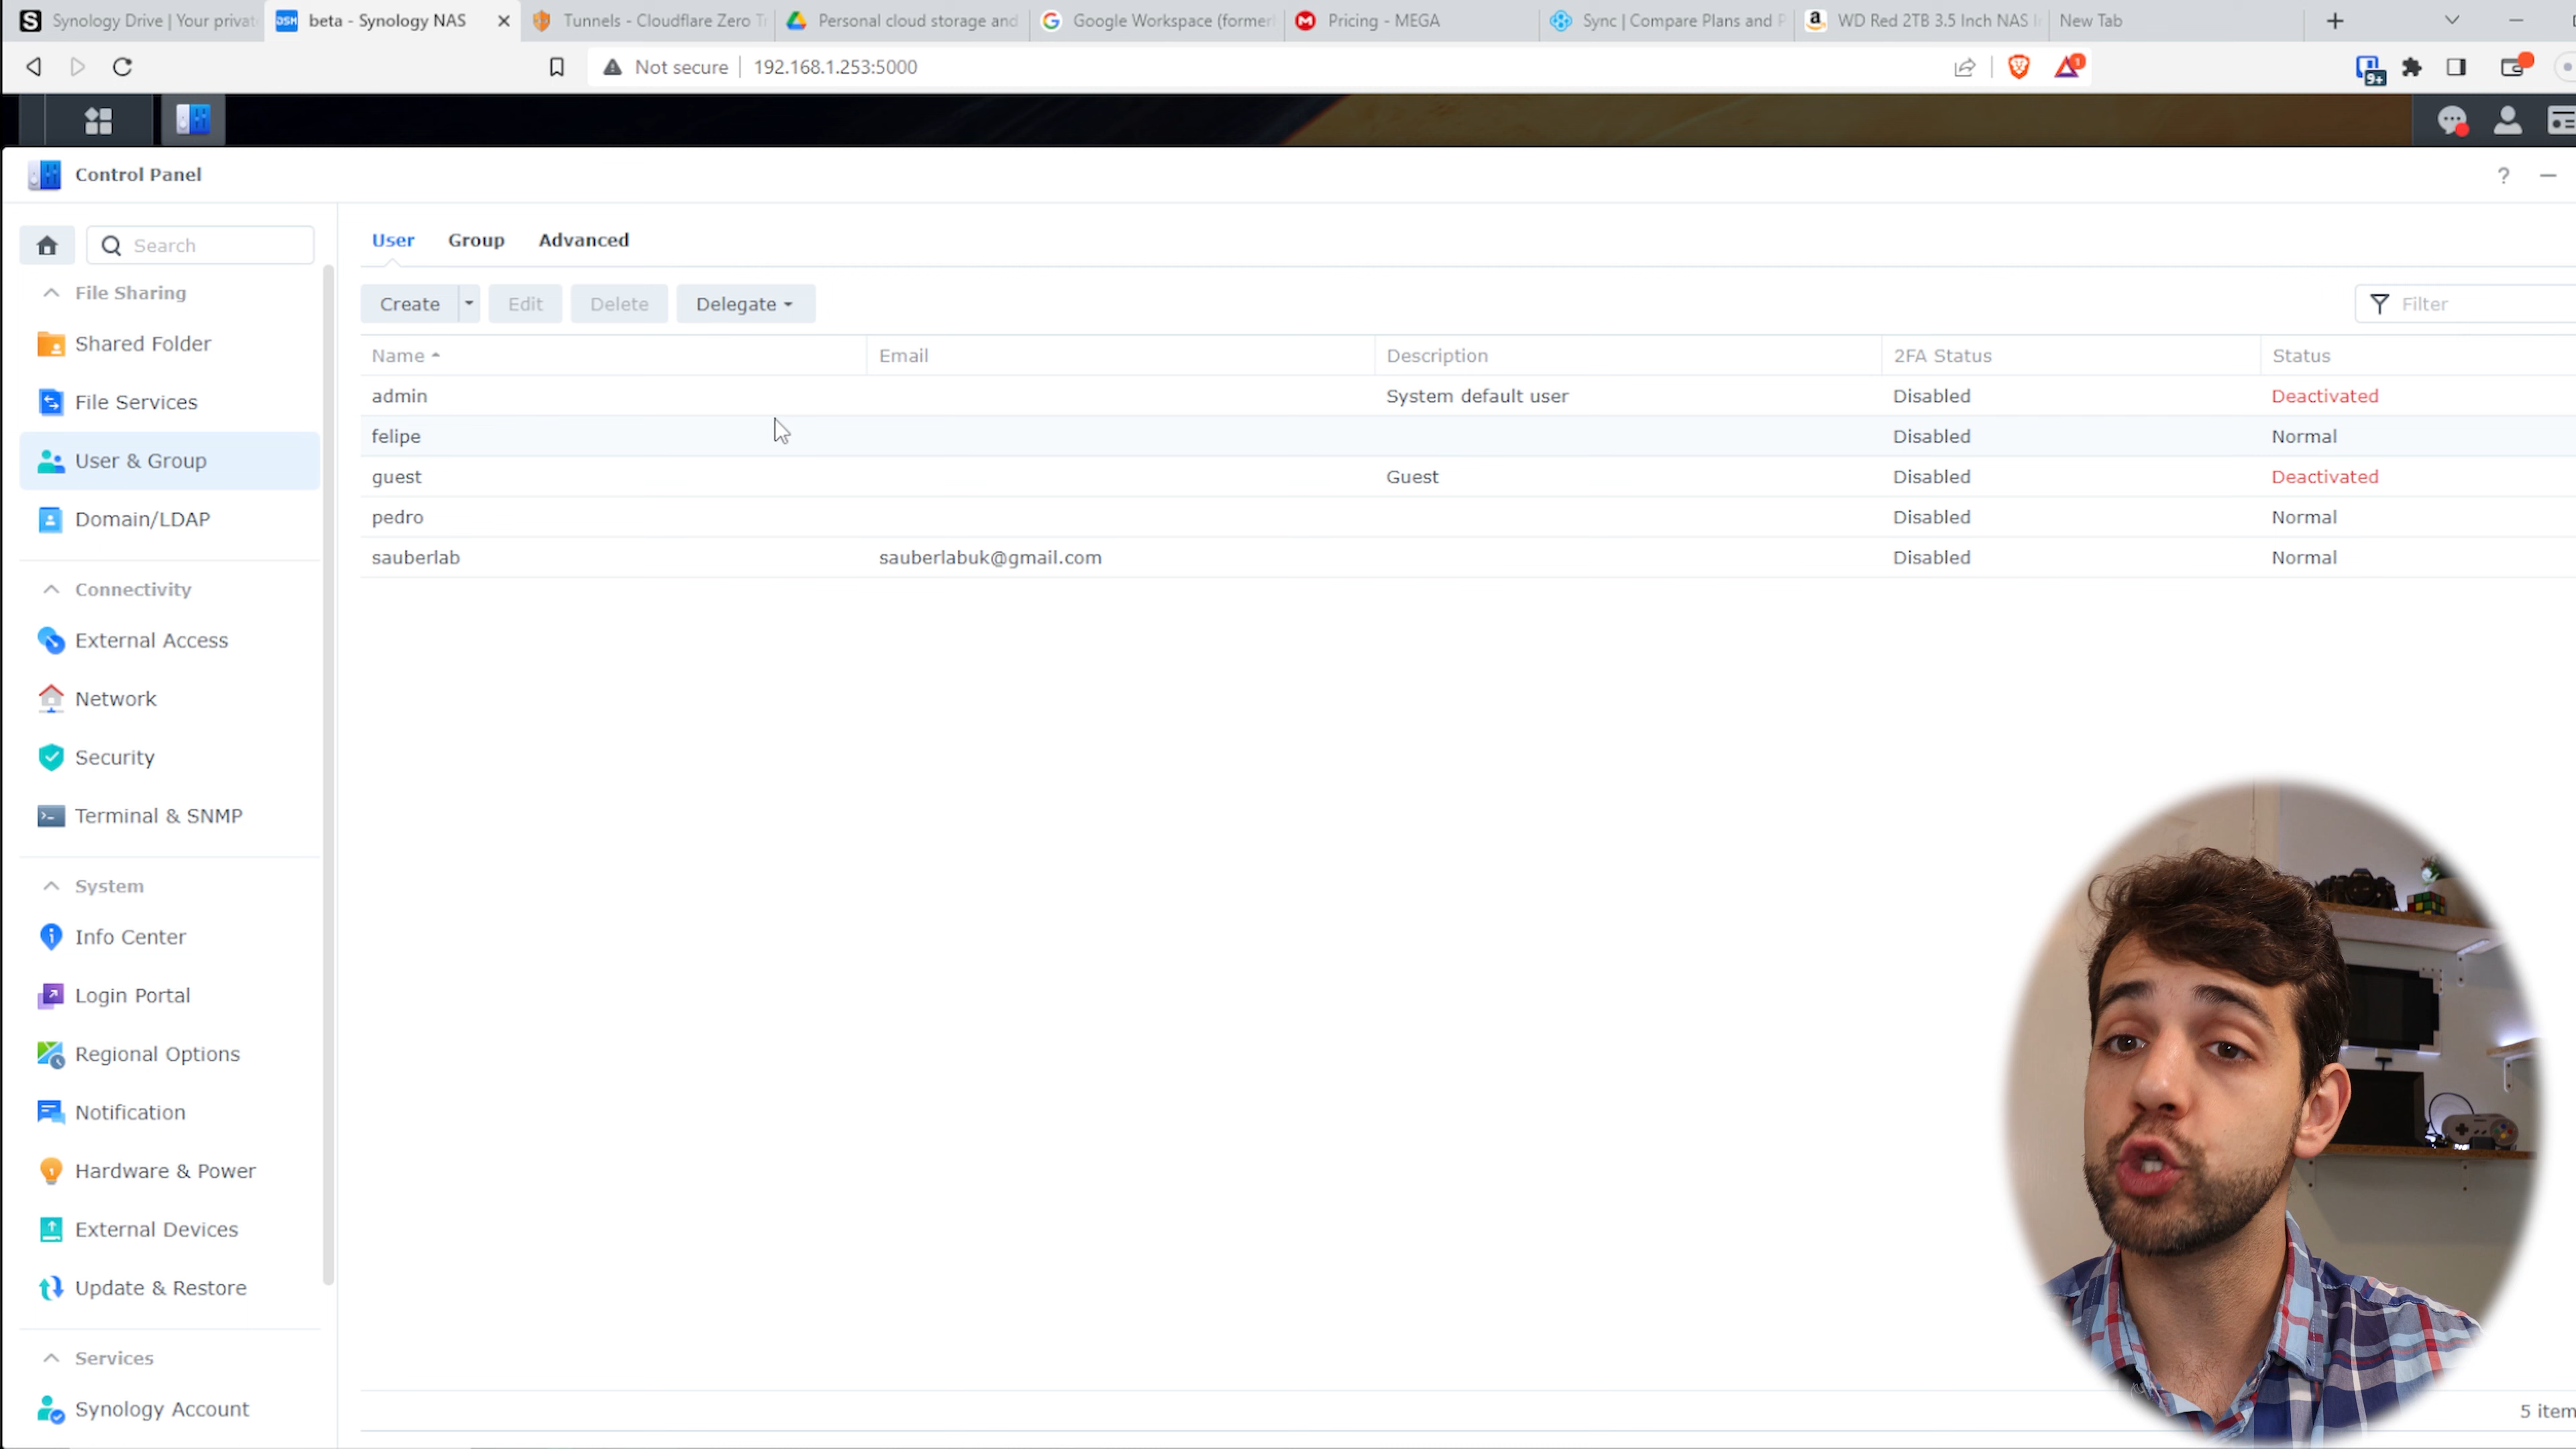 Synology Drive | Your privat
beta - Synology NAS
Tunnels - Cloudflare Zero T
Personal cloud storage and
Google Workspace (former
Pricing - MEGA
Sync | Compare Plans and P
WD Red 2TB 3.5 Inch NAS I
New Tab
Not secure
192.168.1.253:5000
1
9+
Control Panel
?
Search
File Sharing
Shared Folder
File Services
User & Group
Domain/LDAP
Connectivity
External Access
Network
Security
Terminal & SNMP
System
Info Center
Login Portal
Regional Options
Notification
Hardware & Power
External Devices
Update & Restore
Services
Synology Account
User Group Advanced
Create Edit Delete Delegate Filter
Name Email Description 2FA Status Status
admin System default user Disabled Deactivated
felipe Disabled Normal
guest Guest Disabled Deactivated
pedro Disabled Normal
sauberlab sauberlabuk@gmail.com Disabled Normal
5 item